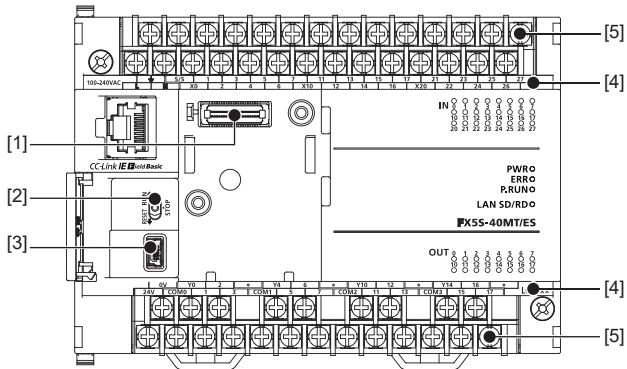 [5]
[4]
100-240VAC
L N S/S 1 3 5 7 11 13 15 17 21 23 25 27
X0 2 4 6 X10 12 14 16 X20 22 24 26
IN 0 1 2 3 4 5 6 7
10 11 12 13 14 15 16 17
20 21 22 23 24 25 26 27
[1]
CC-Link IE Field Basic
PWR
ERR
P.RUN
LAN SD/RD
[2]
RESET RUN
STOP
FX5S-40MT/ES
[3]
OUT 0 1 2 3 4 5 6 7
10 11 12 13 14 15 16 17
[4]
0V Y0 2 • Y4 6 • Y10 12 • Y14 16 •
24V COM0 1 3 COM1 5 7 COM2 11 13 COM3 15 17
[5]